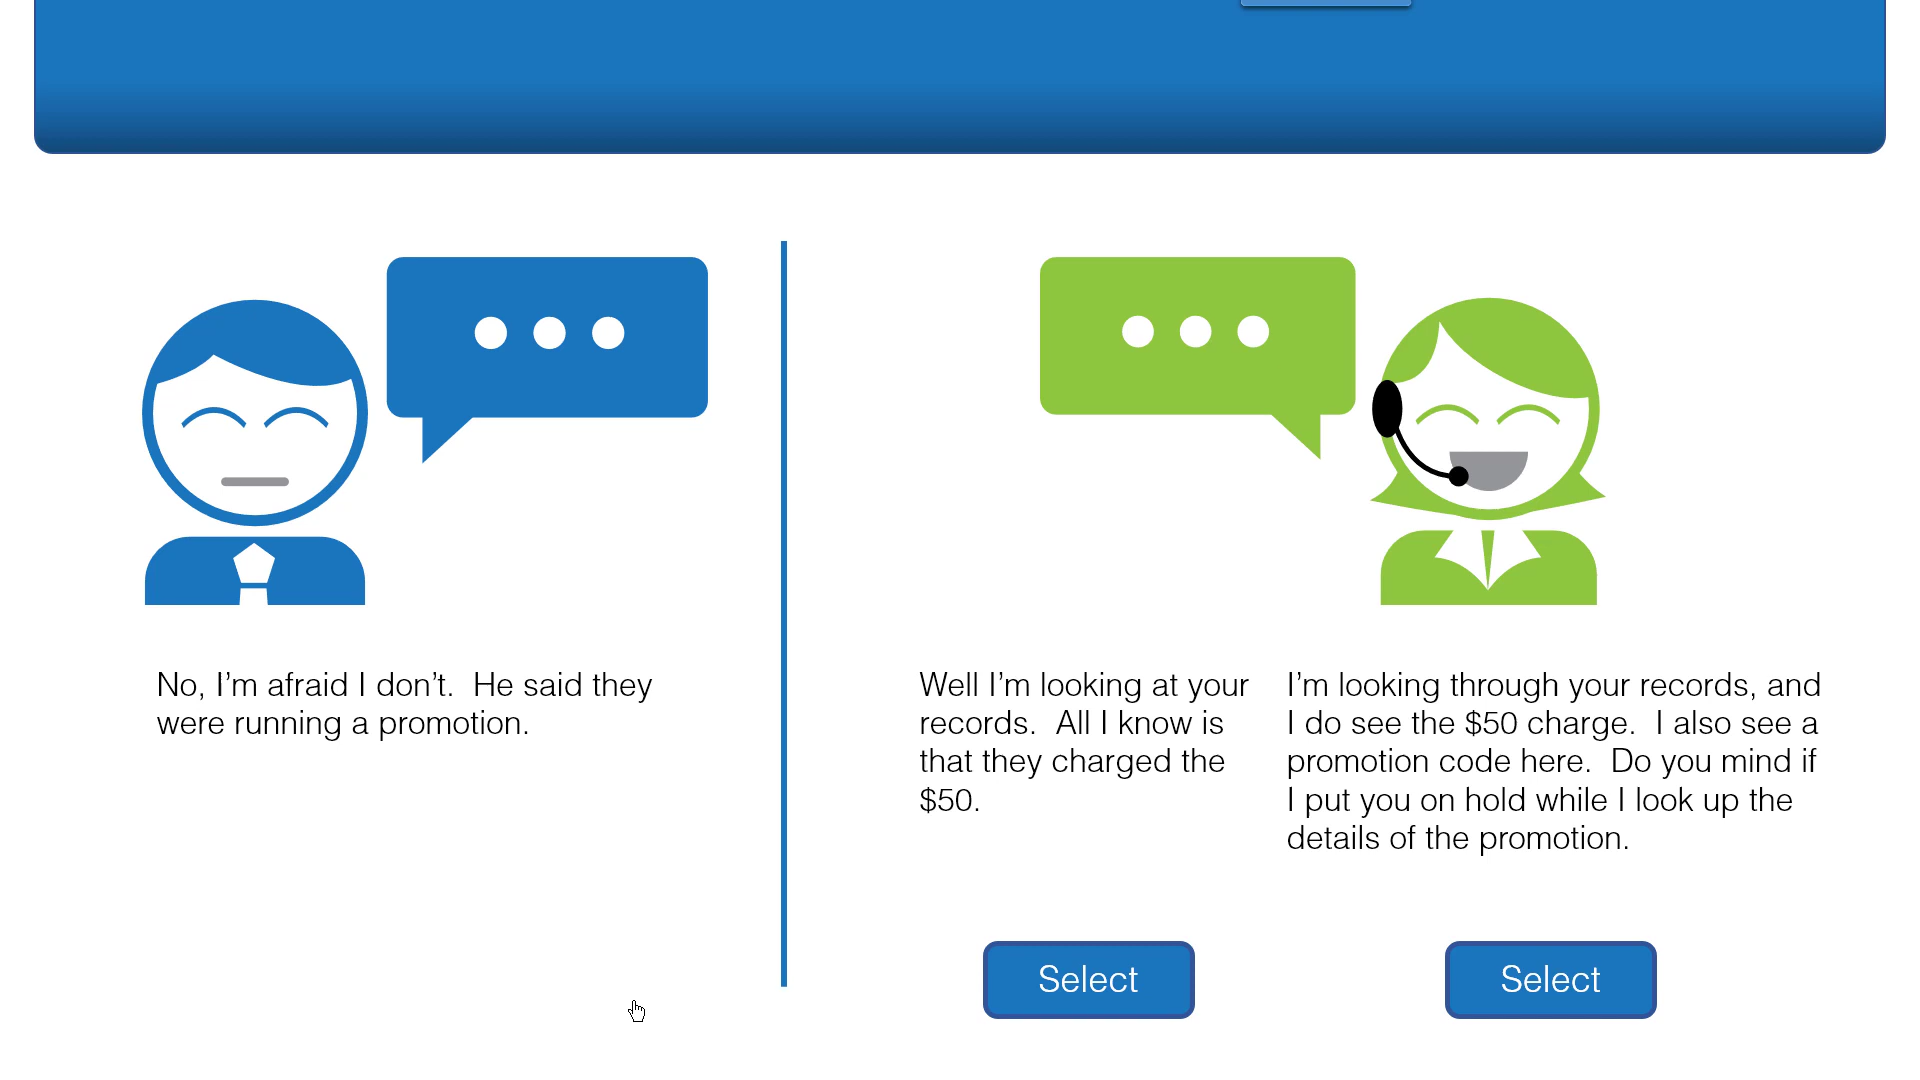 No, I’m afraid I don’t.  He said they
were running a promotion.
Well I’m looking at your
records.  All I know is
that they charged the
$50.
I’m looking through your records, and
I do see the $50 charge.  I also see a
promotion code here.  Do you mind if
I put you on hold while I look up the
details of the promotion.
Select
Select